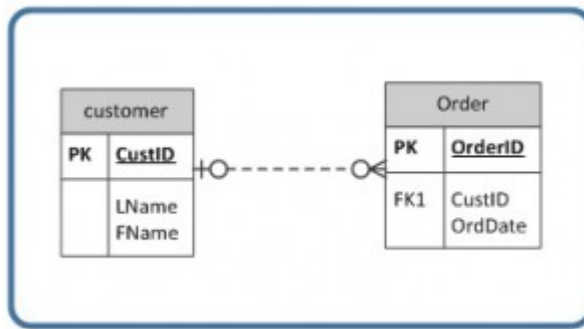 customer
PK CustID
LName
FName
Order
PK OrderID
FK1 CustID
OrdDate